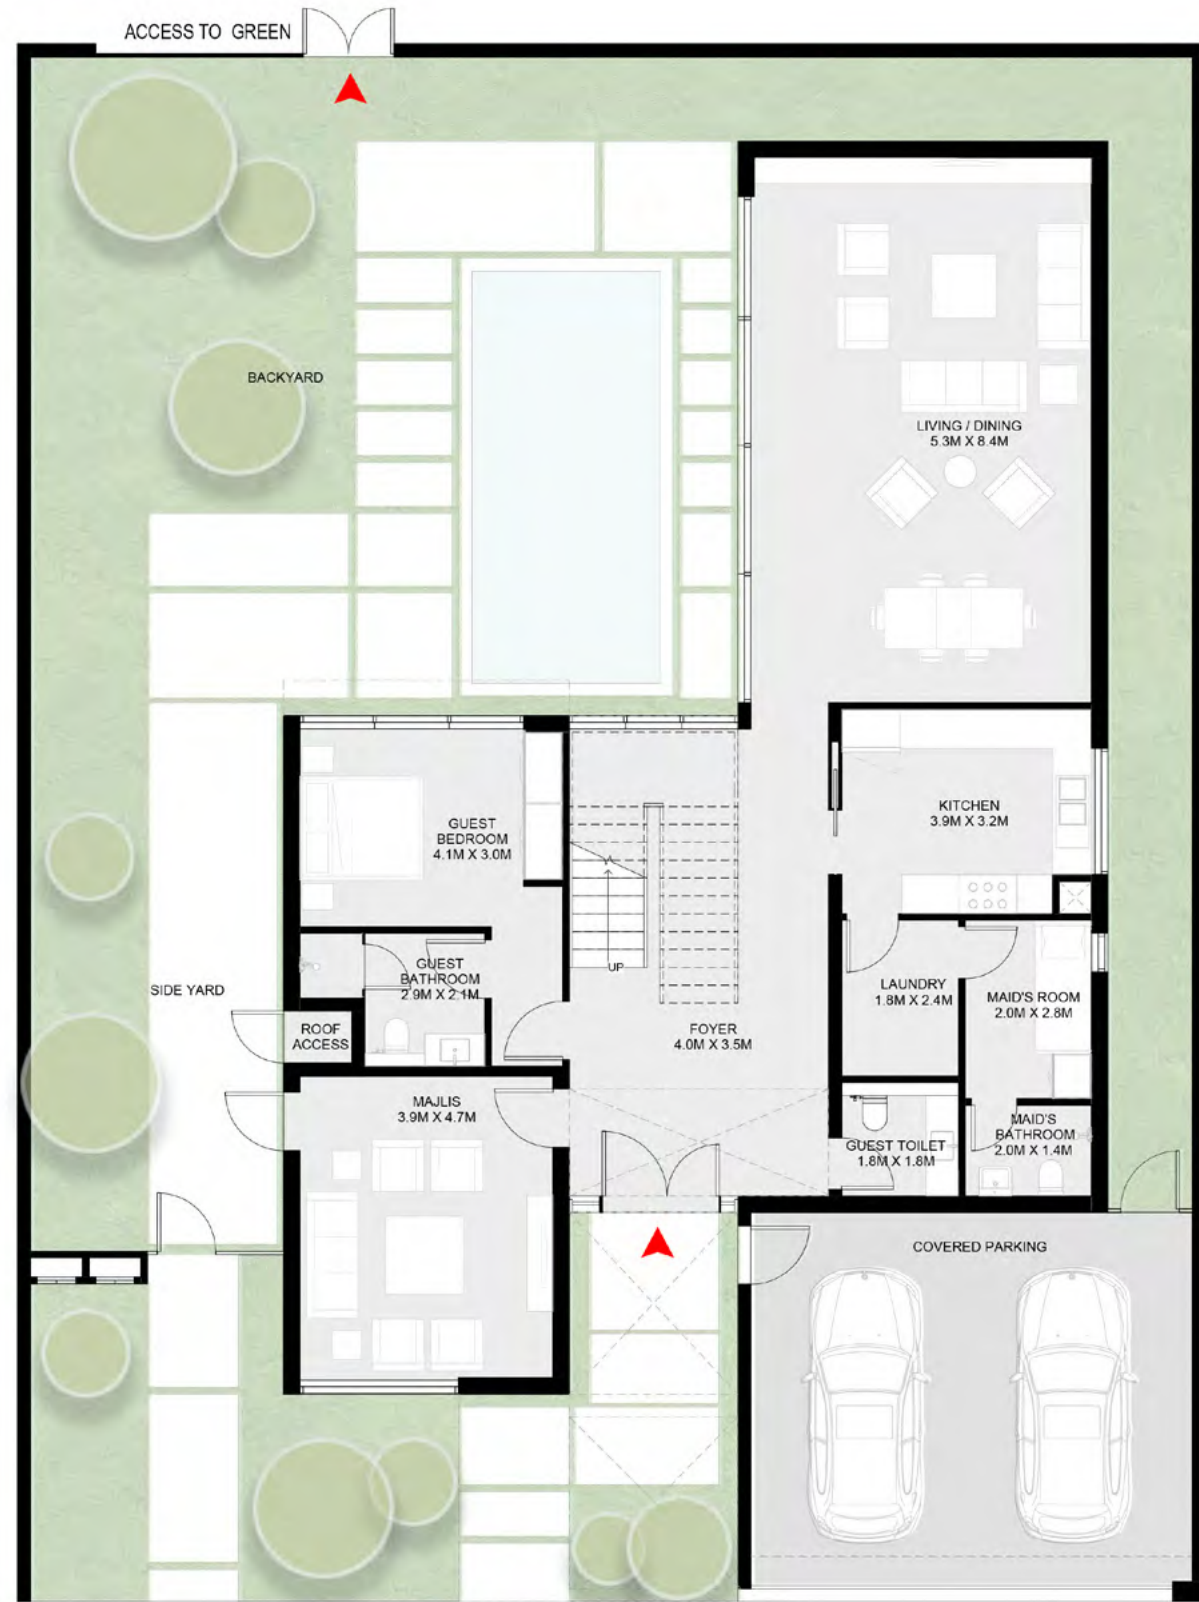 ACCESS TO GREEN
BACKYARD
LIVING / DINING
5.3M X 8.4M
KITCHEN
3.9M X 3.2M
GUEST
BEDROOM
4.1M X 3.0M
GUEST
BATHROOM
2.9M X 2.1M
UP
SIDE YARD
ROOF
ACCESS
FOYER
4.0M X 3.5M
LAUNDRY
1.8M X 2.4M
MAID'S ROOM
2.0M X 2.8M
MAJLIS
3.9M X 4.7M
GUEST TOILET
1.8M X 1.8M
MAID'S
BATHROOM
2.0M X 1.4M
COVERED PARKING